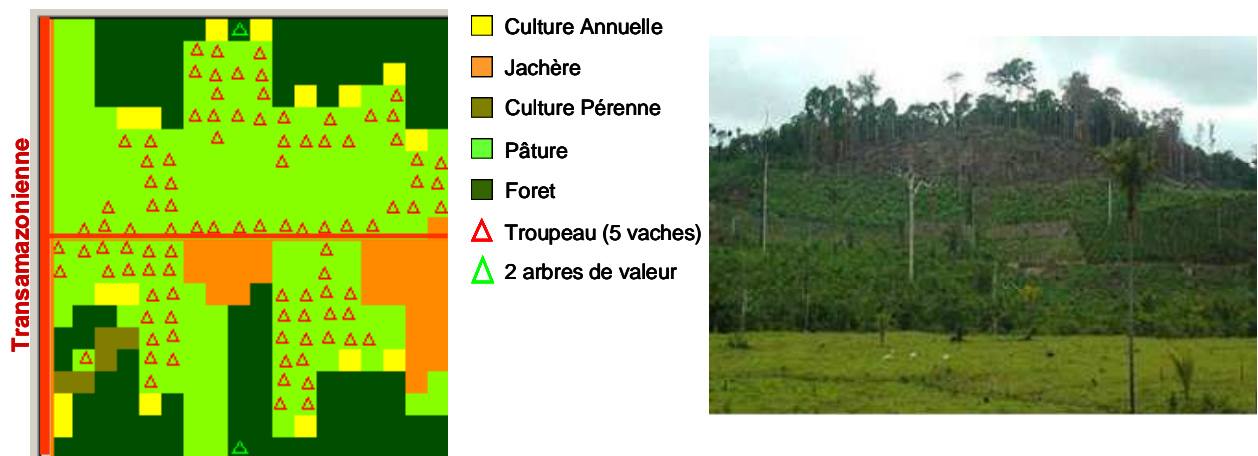 Transamazonienne
Culture Annuelle
Jachère
Culture Pérenne
Pâture
Foret
Troupeau (5 vaches)
2 arbres de valeur